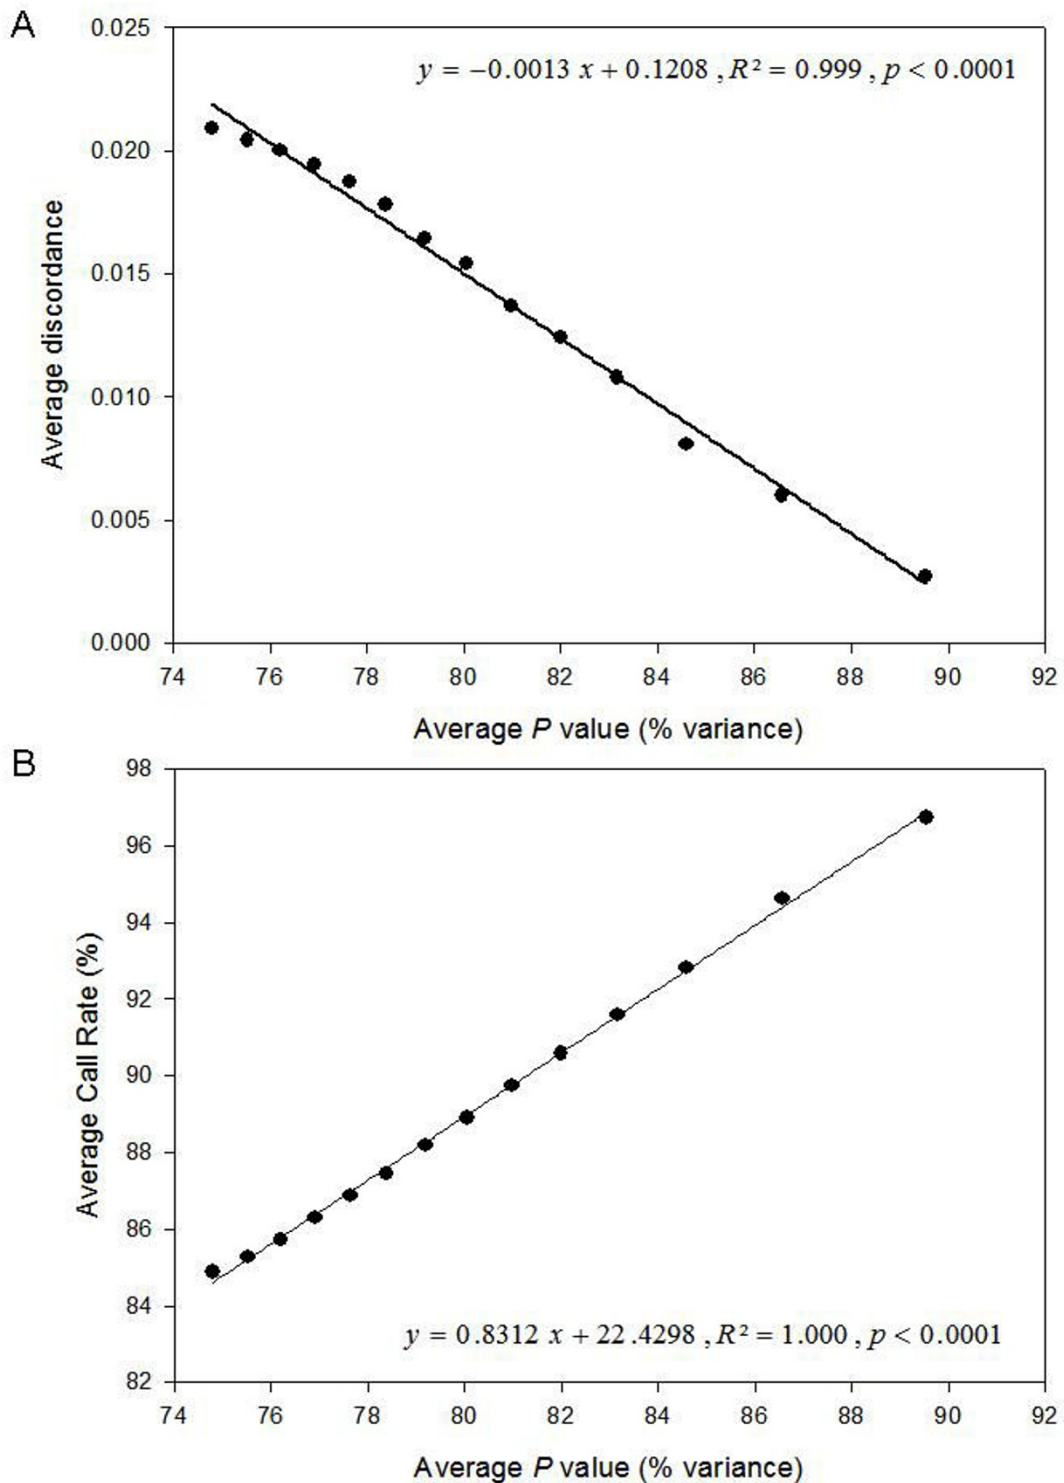 A
0.025
y = −0.0013 x + 0.1208 , R² = 0.999 , p < 0.0001
0.020
0.015
0.010
0.005
0.000
Average discordance
74 76 78 80 82 84 86 88 90 92
Average P value (% variance)
B
98
96
94
92
90
88
86
84
82
Average Call Rate (%)
y = 0.8312 x + 22.4298 , R² = 1.000 , p < 0.0001
74 76 78 80 82 84 86 88 90 92
Average P value (% variance)